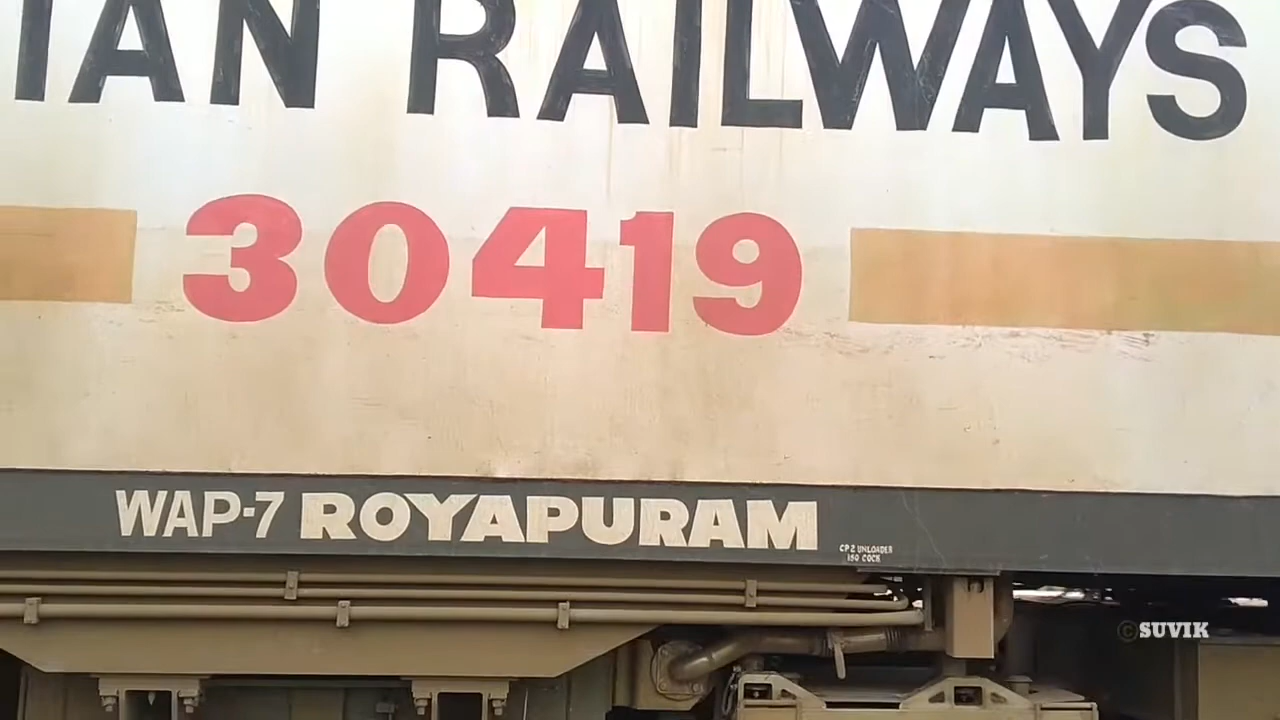 IAN RAILWAYS
30419
WAP-7 ROYAPURAM
CP2 UNLOADER
ISO COCK
©SUVIK